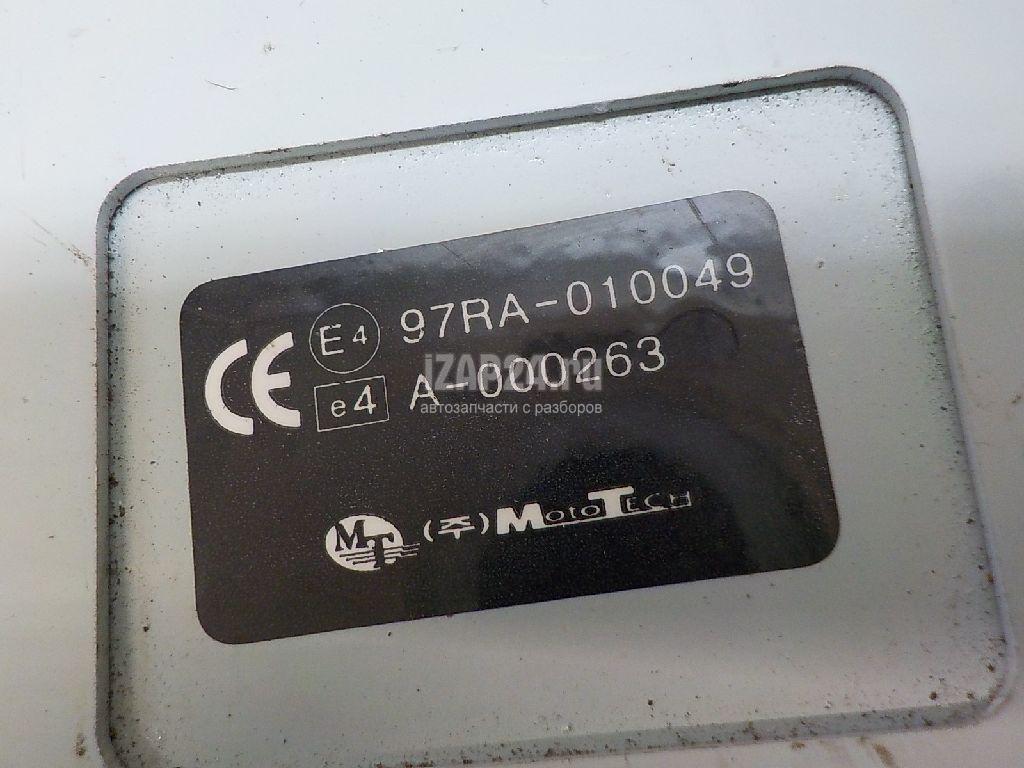 CE E4 97RA-010049
e4 A-000263
iZAP24.ru
автозапчасти с разборов
MT (주) MotoTech